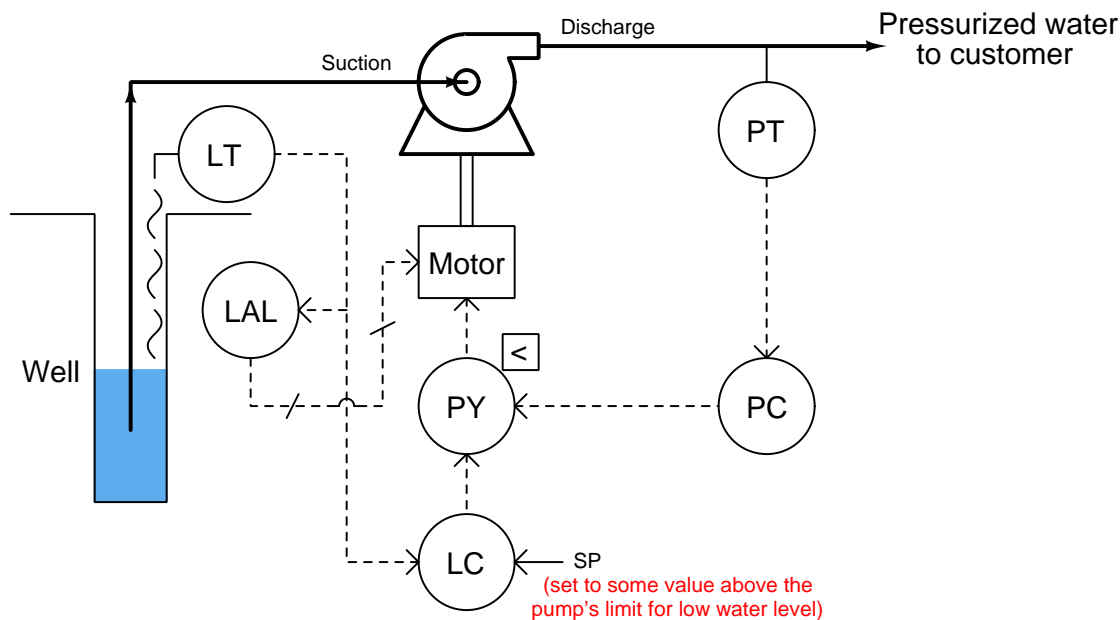 Pressurized water
to customer
Discharge
Suction
PT
LT
Motor
LAL
<
Well
PY
PC
LC
SP
(set to some value above the
pump's limit for low water level)